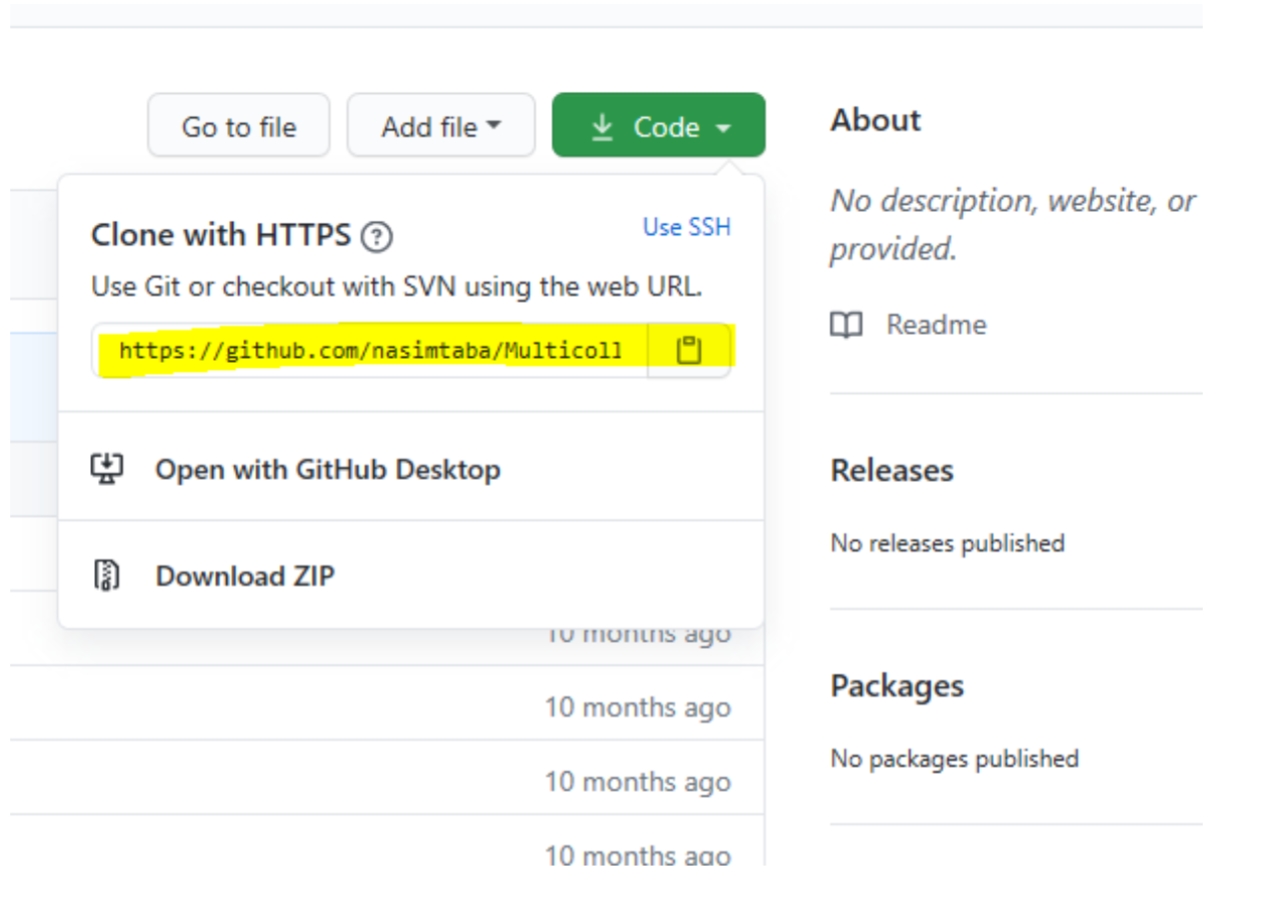 Go to file
Add file
Code
Clone with HTTPS
Use SSH
Use Git or checkout with SVN using the web URL.
https://github.com/nasimtaba/Multicoll
Open with GitHub Desktop
Download ZIP
10 months ago
10 months ago
10 months ago
10 months ago
About
No description, website, or
provided.
Readme
Releases
No releases published
Packages
No packages published